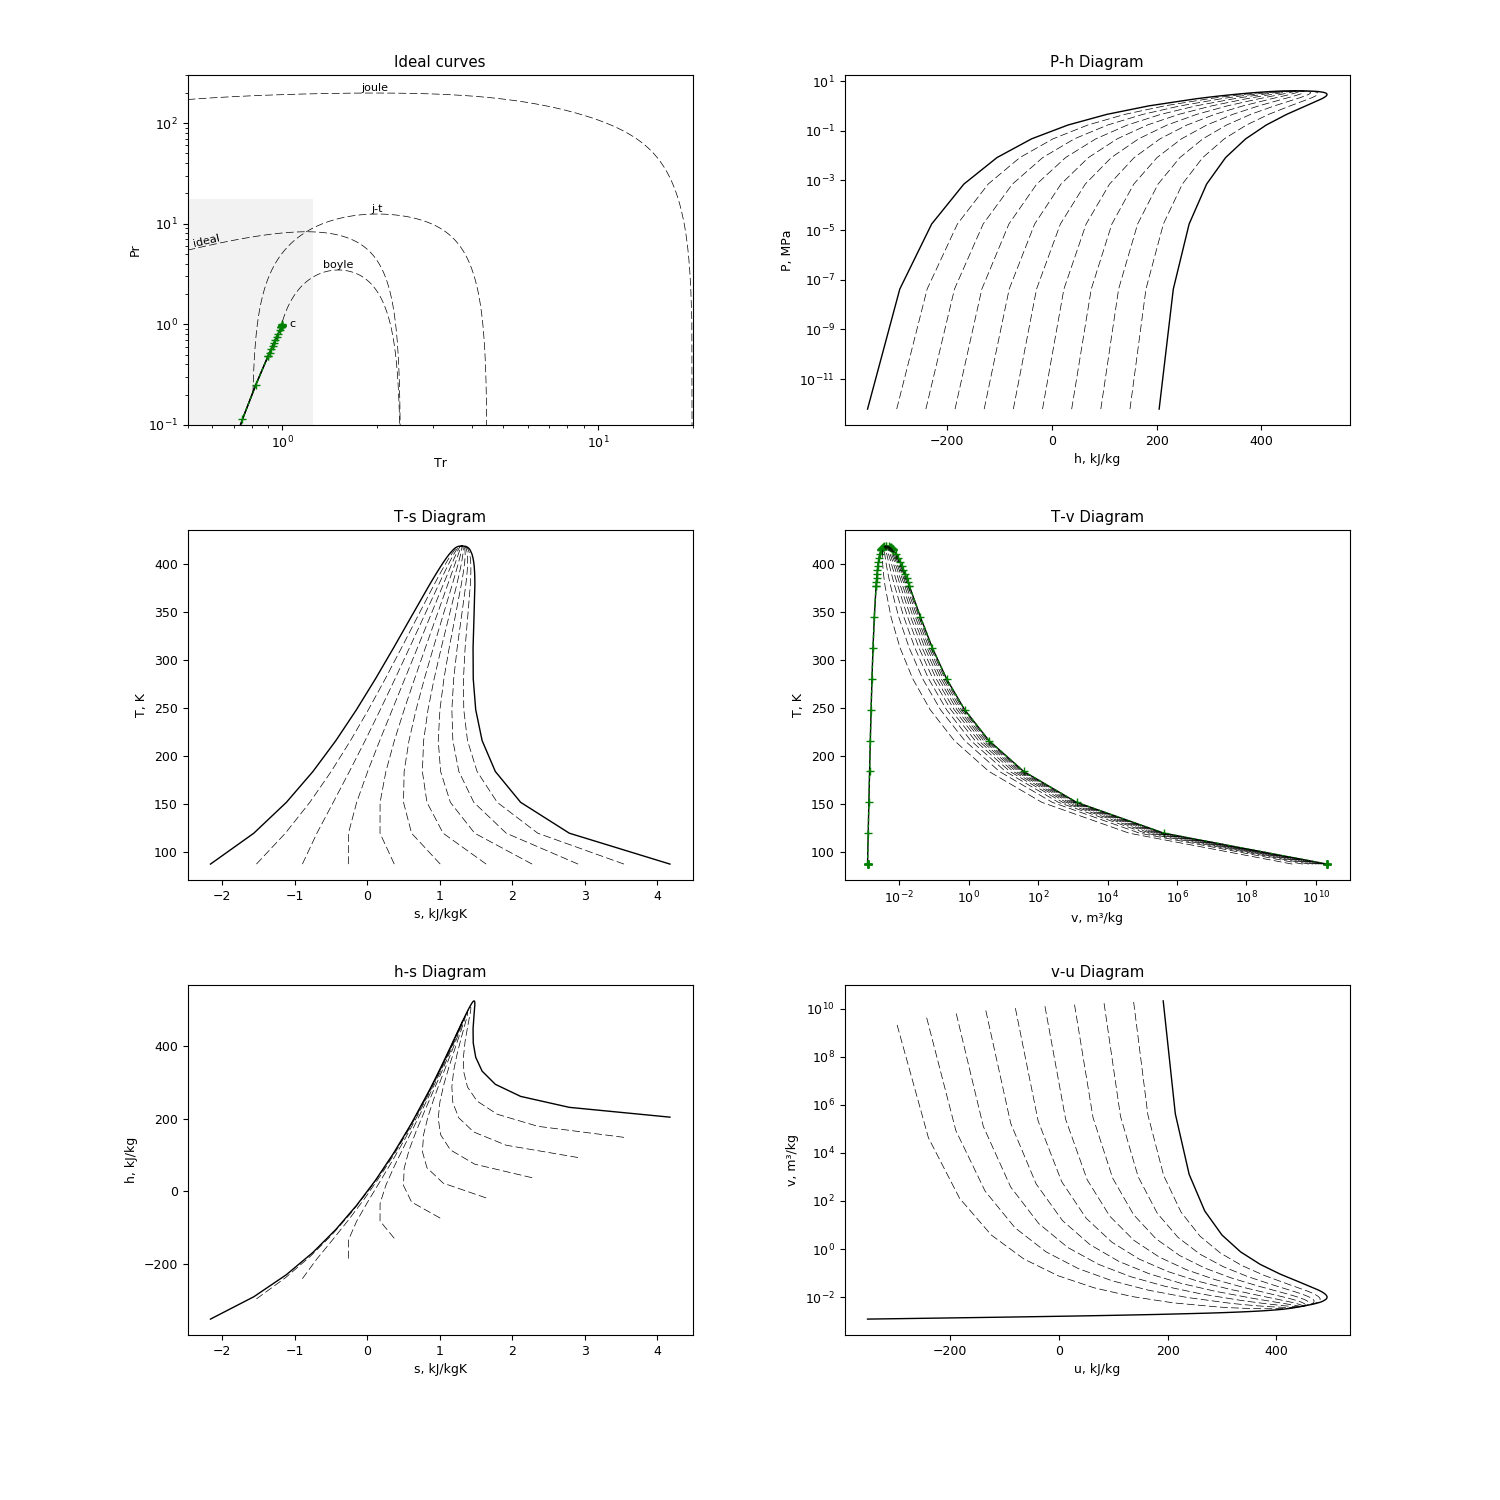 Ideal curves
joule
j-t
ideal
boyle
c
10²
10¹
10⁰
10⁻¹
Pr
10⁰ 10¹
Tr
P-h Diagram
10¹
10⁻¹
10⁻³
10⁻⁵
10⁻⁷
10⁻⁹
10⁻¹¹
P, MPa
−200 0 200 400
h, kJ/kg
T-s Diagram
400
350
300
250
200
150
100
T, K
−2 −1 0 1 2 3 4
s, kJ/kgK
T-v Diagram
400
350
300
250
200
150
100
T, K
10⁻² 10⁰ 10² 10⁴ 10⁶ 10⁸ 10¹⁰
v, m³/kg
h-s Diagram
400
200
0
−200
h, kJ/kg
−2 −1 0 1 2 3 4
s, kJ/kgK
v-u Diagram
10¹⁰
10⁸
10⁶
10⁴
10²
10⁰
10⁻²
v, m³/kg
−200 0 200 400
u, kJ/kg